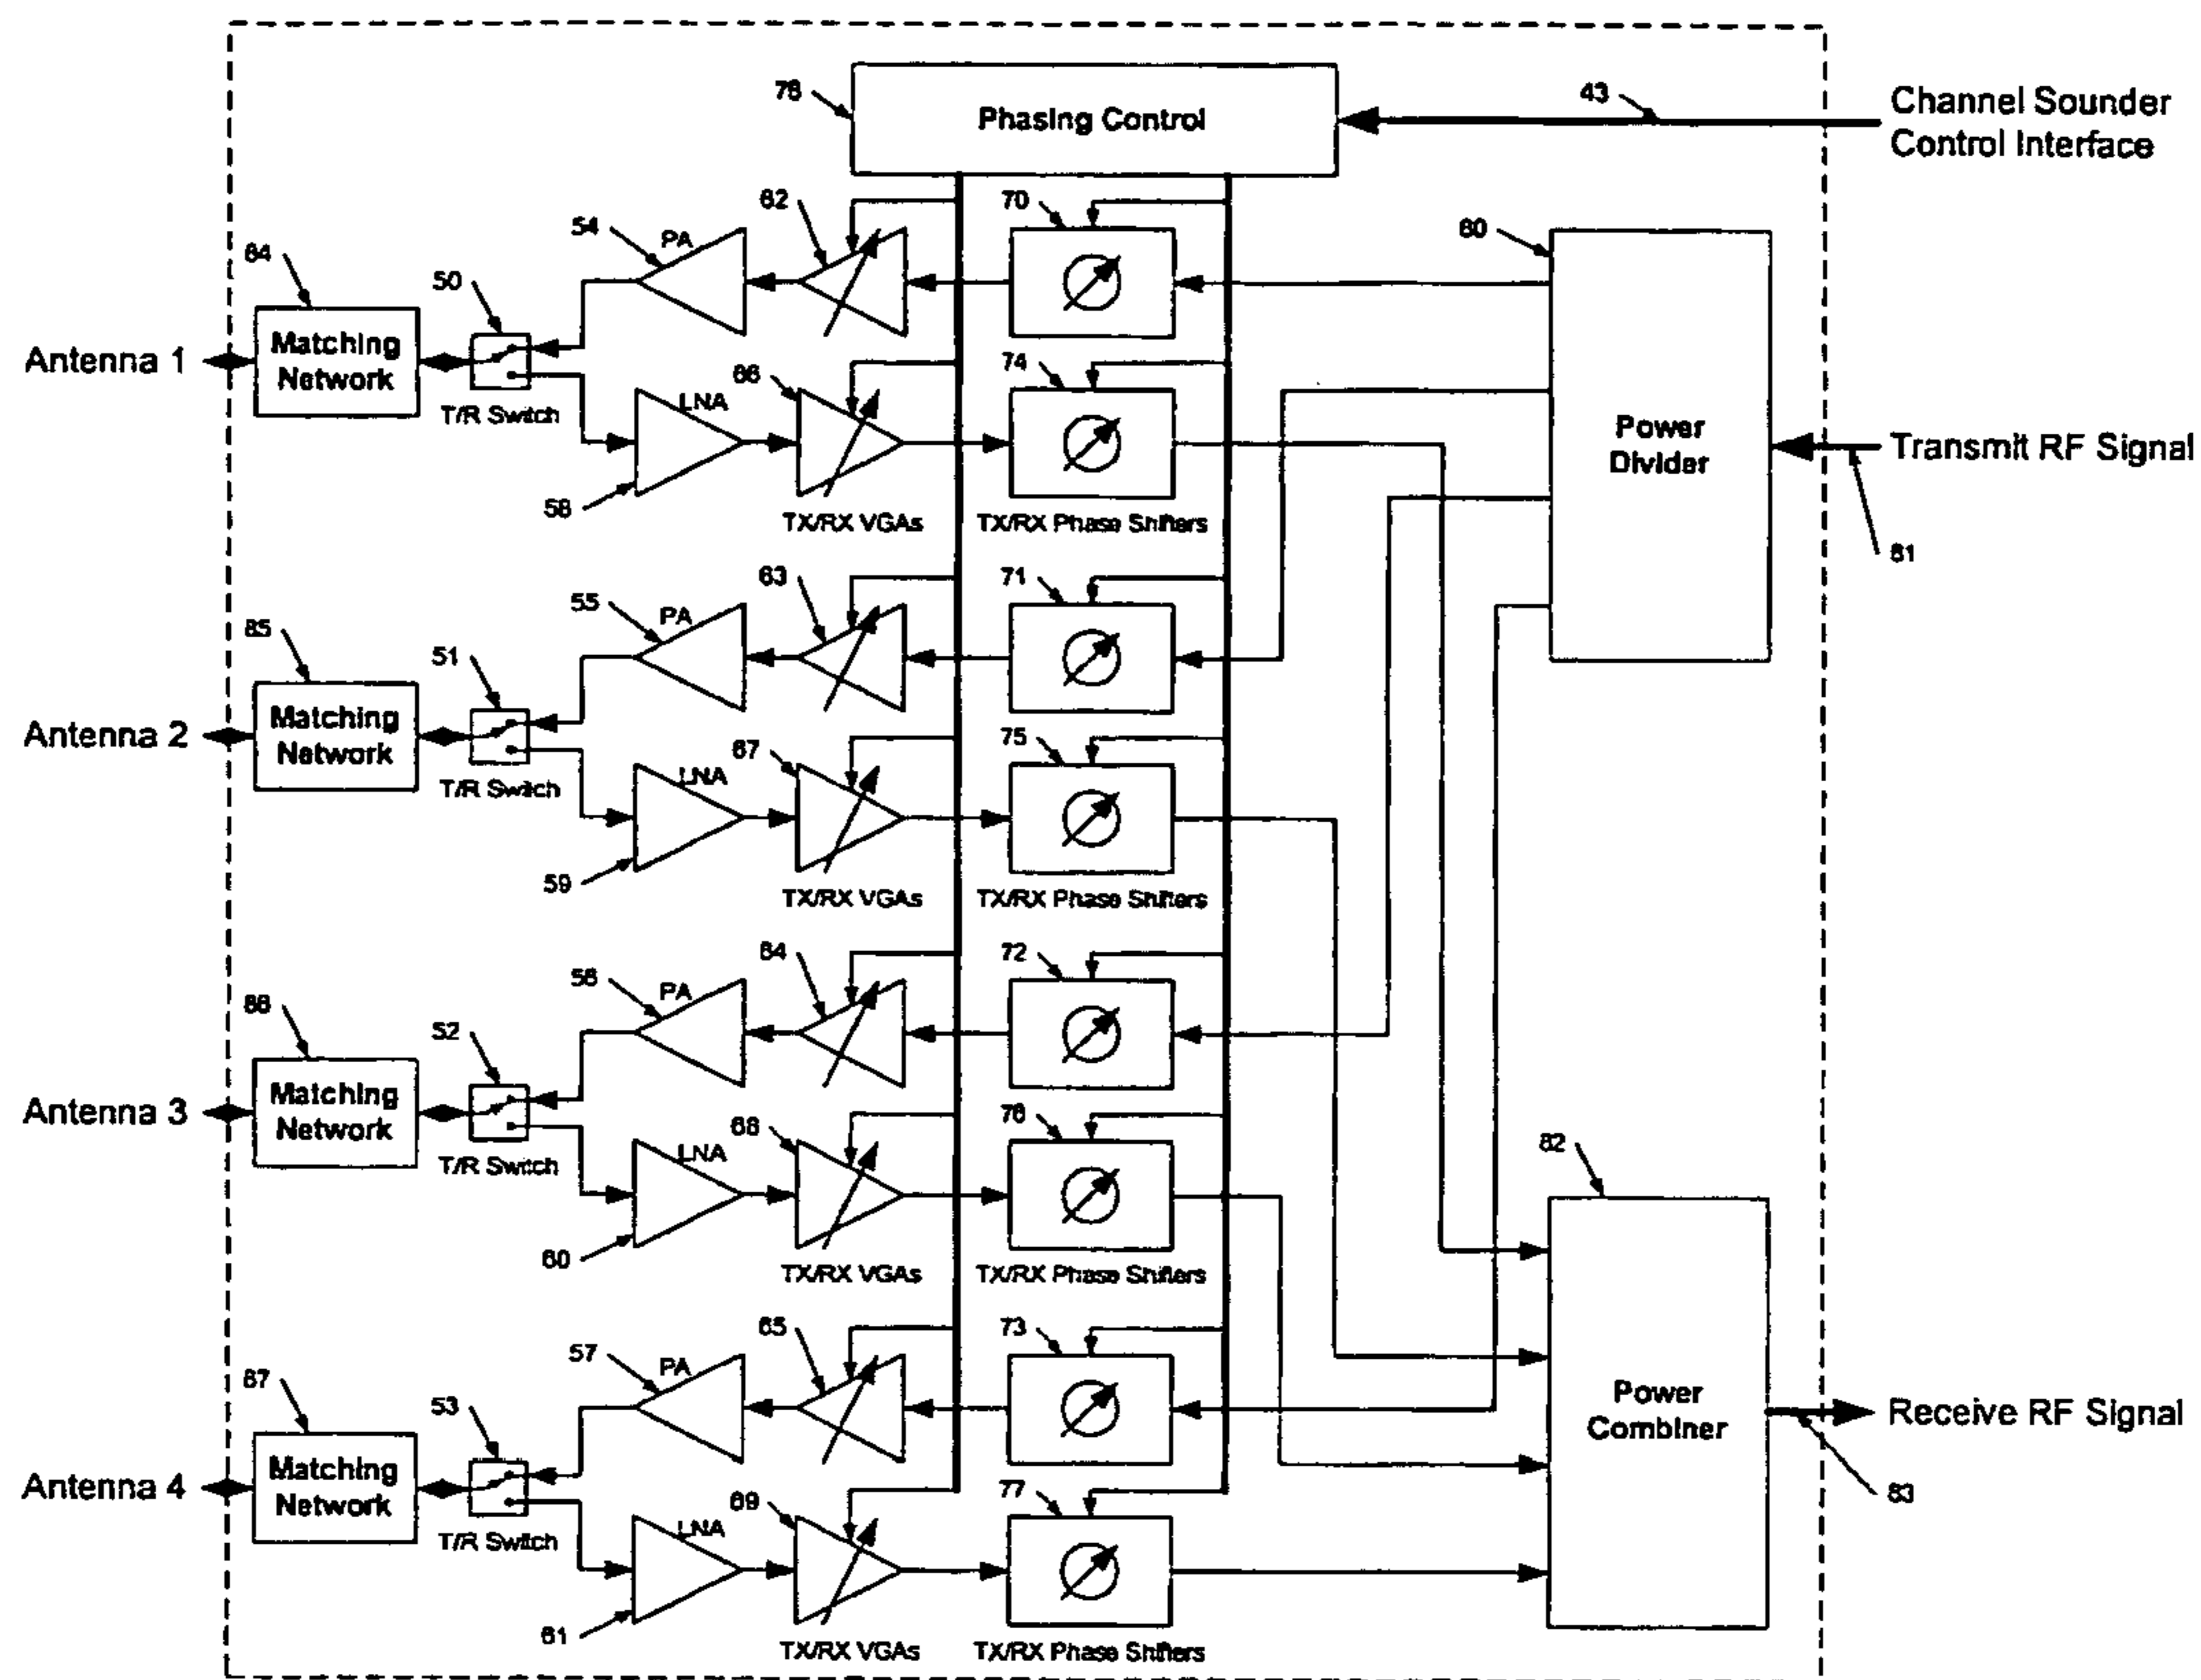 78
Phasing Control
43
Channel Sounder
Control Interface
54
PA
62
70
80
84
50
Antenna 1
Matching
Network
T/R Switch
58
LNA
66
74
TX/RX VGAs
TX/RX Phase Shifters
Power
Divider
Transmit RF Signal
81
55
PA
63
71
85
51
Antenna 2
Matching
Network
T/R Switch
59
LNA
67
75
TX/RX VGAs
TX/RX Phase Shifters
56
PA
64
72
86
52
Antenna 3
Matching
Network
T/R Switch
60
LNA
68
76
TX/RX VGAs
TX/RX Phase Shifters
82
57
PA
65
73
87
53
Antenna 4
Matching
Network
T/R Switch
61
LNA
69
77
TX/RX VGAs
TX/RX Phase Shifters
Power
Combiner
Receive RF Signal
83